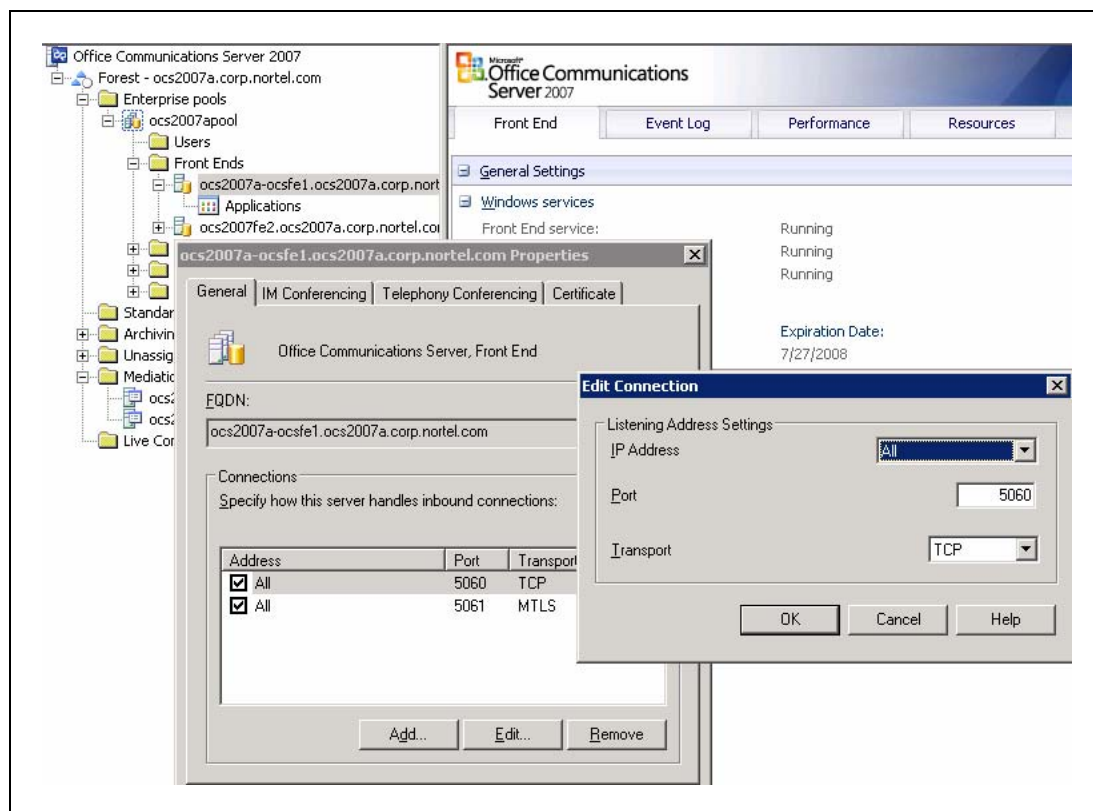 Office Communications Server 2007
Forest - ocs2007a.corp.nortel.com
Enterprise pools
ocs2007apool
Users
Front Ends
ocs2007a-ocsfe1.ocs2007a.corp.nort
Applications
ocs2007fe2.ocs2007a.corp.nortel.co
Standar
Archivin
Unassig
Mediatio
ocs2
ocs2
Live Cor
Microsoft
Office Communications
Server 2007
Front End
Event Log
Performance
Resources
General Settings
Windows services
Front End service: Running
Running
Running
Expiration Date:
7/27/2008
ocs2007a-ocsfe1.ocs2007a.corp.nortel.com Properties
General
IM Conferencing
Telephony Conferencing
Certificate
Office Communications Server, Front End
FQDN:
ocs2007a-ocsfe1.ocs2007a.corp.nortel.com
Connections
Specify how this server handles inbound connections:
Address Port Transport
All 5060 TCP
All 5061 MTLS
Add... Edit... Remove
Edit Connection
Listening Address Settings
IP Address All
Port 5060
Transport TCP
OK Cancel Help